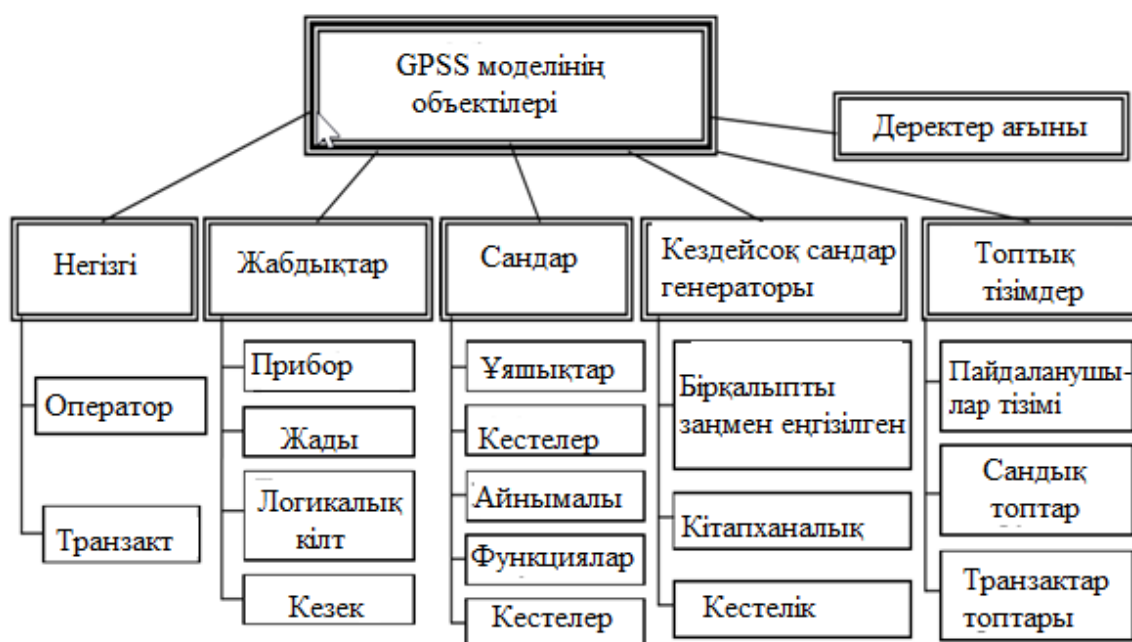 GPSS моделінің
объектілері
Деректер ағыны
Негізгі
Оператор
Транзакт
Жабдықтар
Прибор
Жады
Логикалық
кілт
Кезек
Сандар
Ұяшықтар
Кестелер
Айнымалы
Функциялар
Кестелер
Кездейсоқ сандар
генераторы
Бірқалыпты
заңмен еңгізілген
Кітапханалық
Кестелік
Топтық
тізімдер
Пайдаланушы-
лар тізімі
Сандық
топтар
Транзактар
топтары